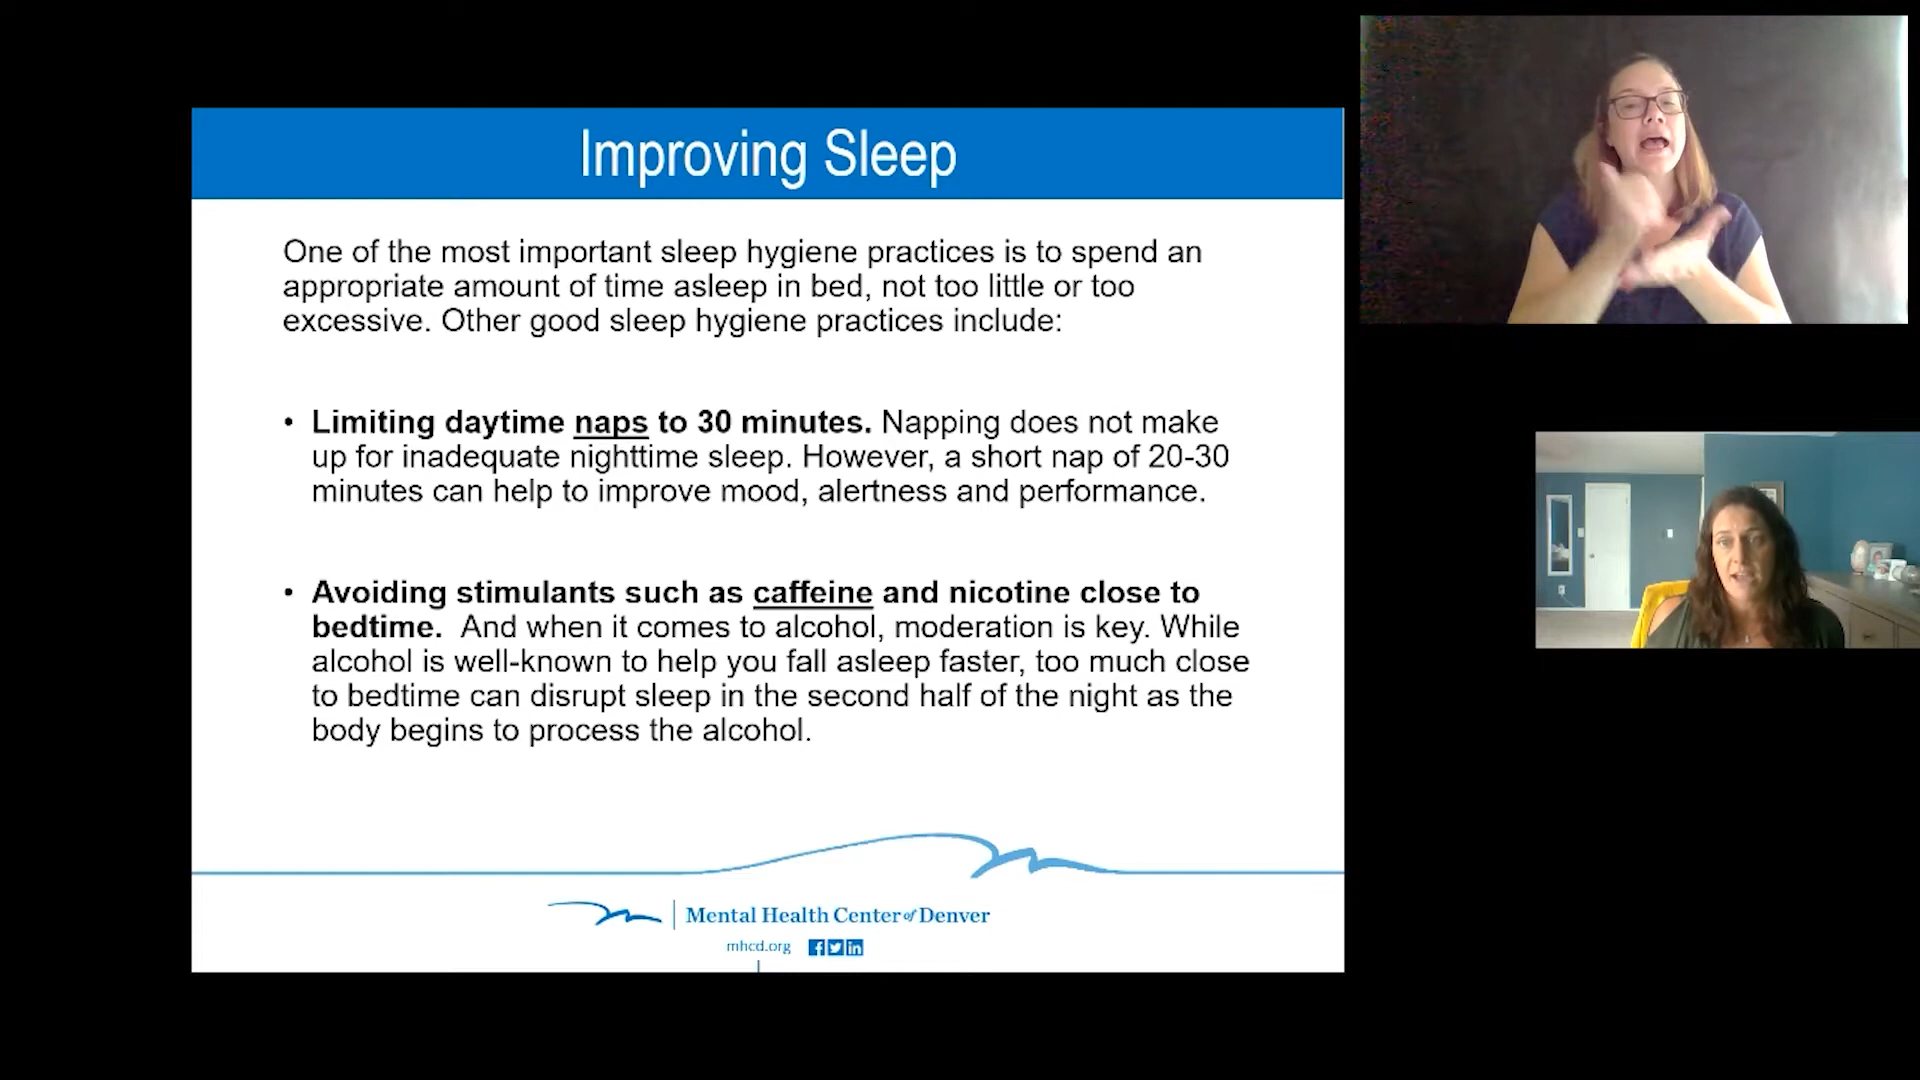 Improving Sleep
One of the most important sleep hygiene practices is to spend an
appropriate amount of time asleep in bed, not too little or too
excessive. Other good sleep hygiene practices include:
• Limiting daytime naps to 30 minutes. Napping does not make
up for inadequate nighttime sleep. However, a short nap of 20-30
minutes can help to improve mood, alertness and performance.
• Avoiding stimulants such as caffeine and nicotine close to
bedtime. And when it comes to alcohol, moderation is key. While
alcohol is well-known to help you fall asleep faster, too much close
to bedtime can disrupt sleep in the second half of the night as the
body begins to process the alcohol.
Mental Health Center of Denver
mhcd.org